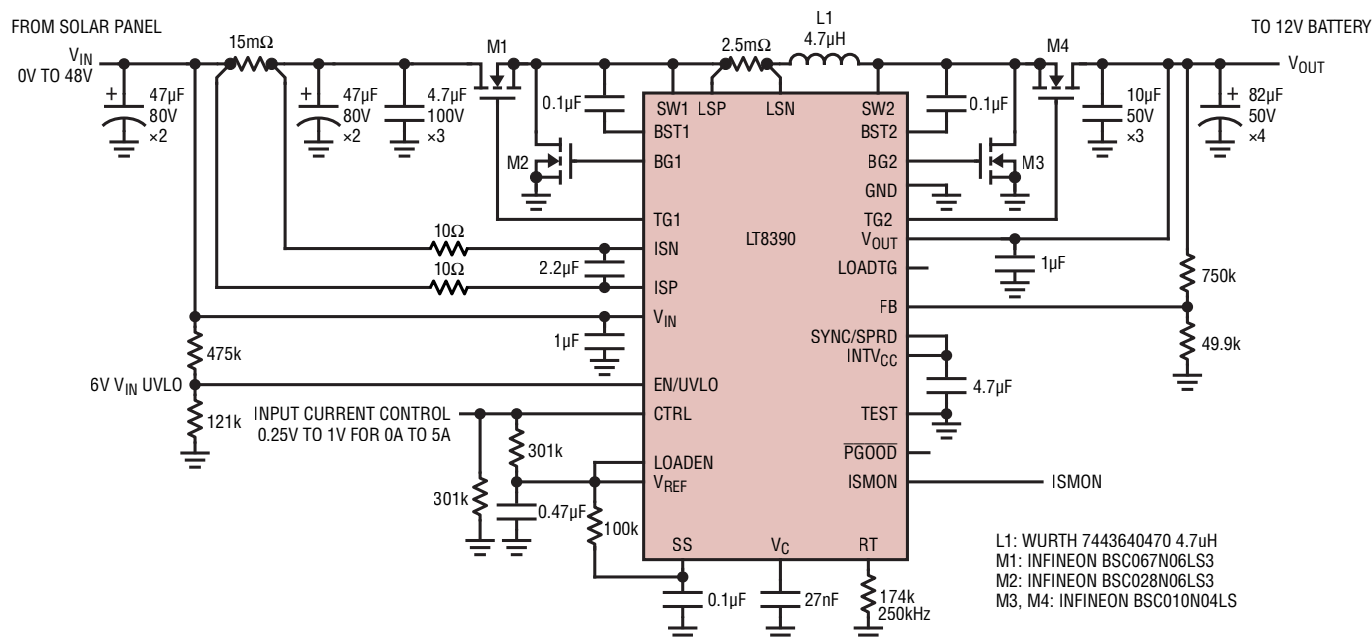 FROM SOLAR PANEL
V_IN
0V TO 48V
15mΩ
M1
2.5mΩ
L1
4.7µH
M4
TO 12V BATTERY
V_OUT
+
47µF
80V
×2
+
47µF
80V
×2
4.7µF
100V
×3
0.1µF
SW1
LSP
LSN
SW2
0.1µF
10µF
50V
×3
+
82µF
50V
×4
BST1
BST2
M2
BG1
BG2
M3
GND
TG1
TG2
LT8390
10Ω
ISN
V_OUT
2.2µF
LOADTG
1µF
750k
10Ω
ISP
FB
V_IN
1µF
SYNC/SPRD
INTV_CC
49.9k
475k
4.7µF
6V V_IN UVLO
EN/UVLO
121k
INPUT CURRENT CONTROL
0.25V TO 1V FOR 0A TO 5A
CTRL
TEST
301k
PGOOD
LOADEN
V_REF
ISMON
ISMON
301k
0.47µF
100k
SS
V_C
RT
0.1µF
27nF
174k
250kHz
L1: WURTH 7443640470 4.7uH
M1: INFINEON BSC067N06LS3
M2: INFINEON BSC028N06LS3
M3, M4: INFINEON BSC010N04LS